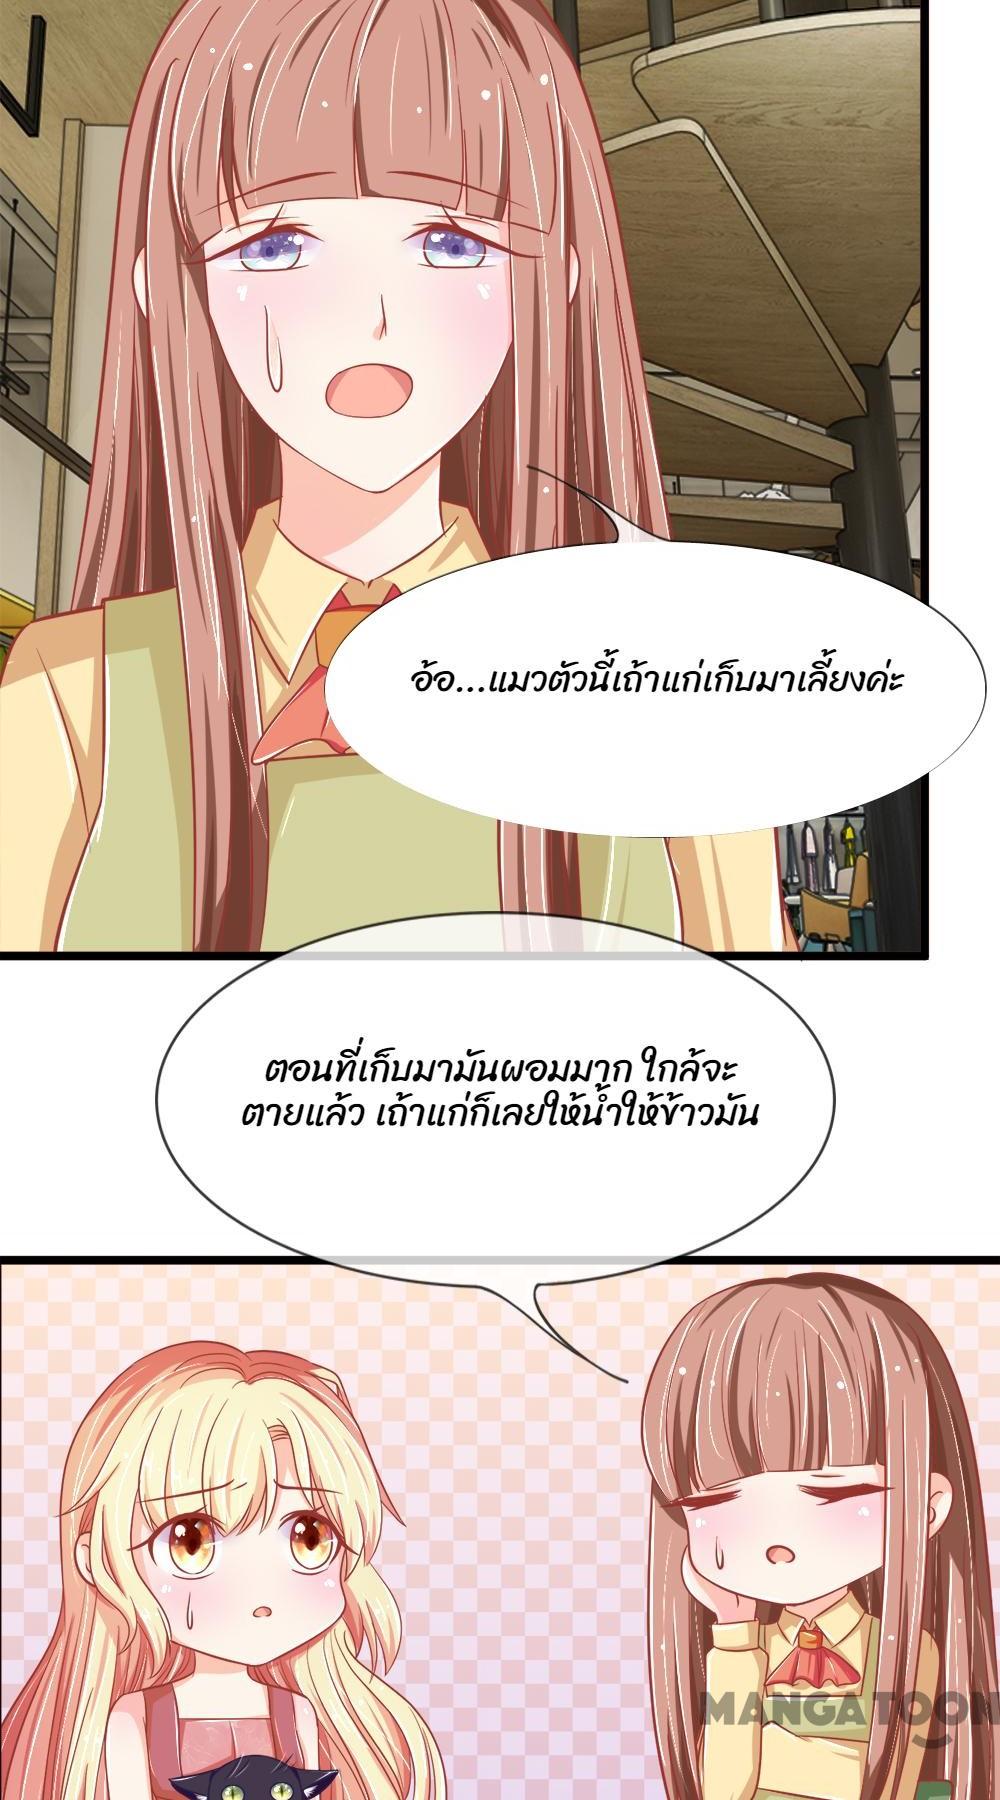 อ้อ...แมวตัวนี้เถ้าแก่เก็บมาเลี้ยงค่ะ
ตอนที่เก็บมามันผอมมาก ใกล้จะ
ตายแล้ว เถ้าแก่ก็เลยให้น้ำให้ข้าวมัน
MANGATOON